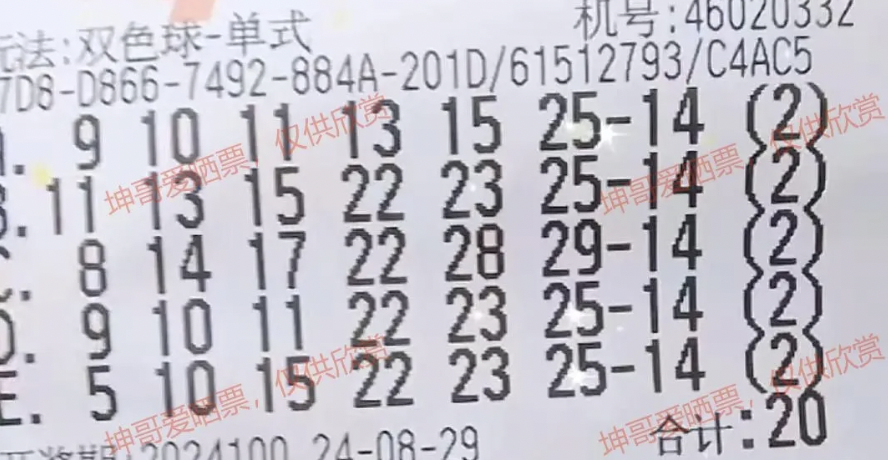 玩法:双色球-单式 机号:46020332
7D8-D866-7492-884A-201D/61512793/C4AC5
A. 9 10 11 13 15 25-14 (2)
B.11 13 15 22 23 25-14 (2)
C. 8 14 17 22 28 29-14 (2)
D. 9 10 11 22 23 25-14 (2)
E. 5 10 15 22 23 25-14 (2)
开奖期:2024100 24-08-29 合计:20
坤哥爱晒票，仅供欣赏
坤哥爱晒票，仅供欣赏
坤哥爱晒票，仅供欣赏
坤哥爱晒票，仅供欣赏